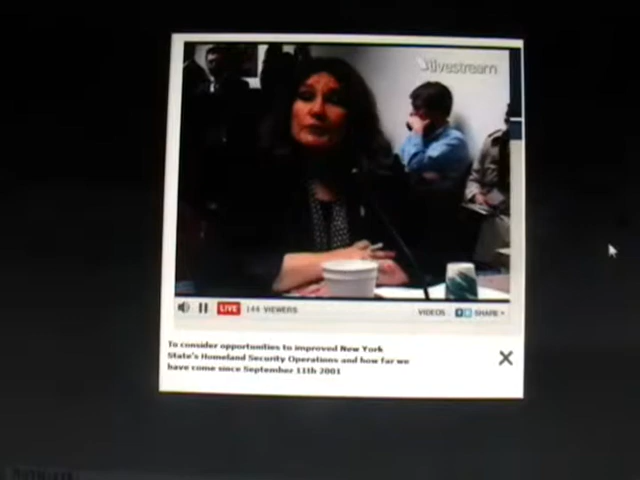 livestream
LIVE 144 VIEWERS
VIDEOS
SHARE
To consider opportunities to improved New York
State's Homeland Security Operations and how far we
have come since September 11th 2001